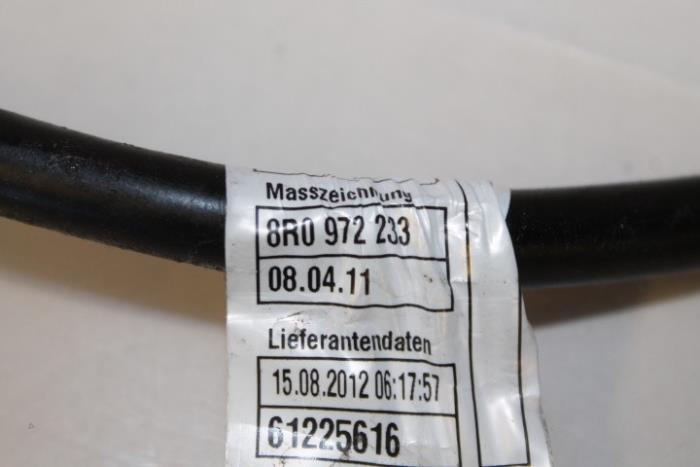 Masszeichnung
8R0 972 233
08.04.11
Lieferantendaten
15.08.2012 06:17:57
61225616